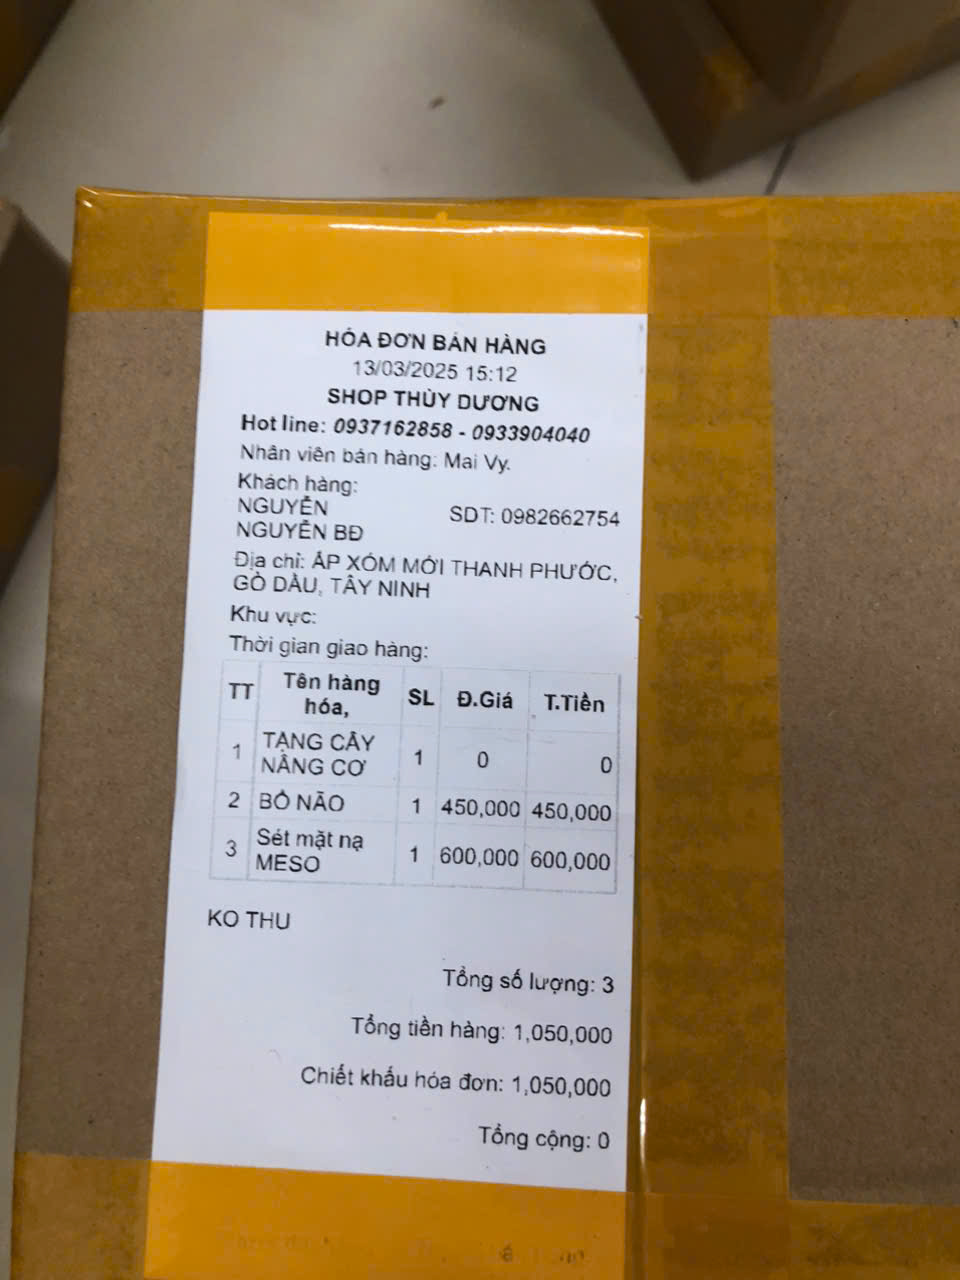 HÓA ĐƠN BÁN HÀNG
13/03/2025 15:12
SHOP THÙY DƯƠNG
Hot line: 0937162858 - 0933904040
Nhân viên bán hàng: Mai Vy.
Khách hàng:
NGUYỄN
NGUYÊN BĐ
SDT: 0982662754
Địa chỉ: ẤP XÓM MỚI THANH PHƯỚC,
GÒ DẦU, TÂY NINH
Khu vực:
Thời gian giao hàng:
TT Tên hàng hóa, SL Đ.Giá T.Tiền
1 TẶNG CÂY NÂNG CƠ 1 0 0
2 BỔ NÃO 1 450,000 450,000
3 Sét mặt nạ MESO 1 600,000 600,000
KO THU
Tổng số lượng: 3
Tổng tiền hàng: 1,050,000
Chiết khấu hóa đơn: 1,050,000
Tổng cộng: 0